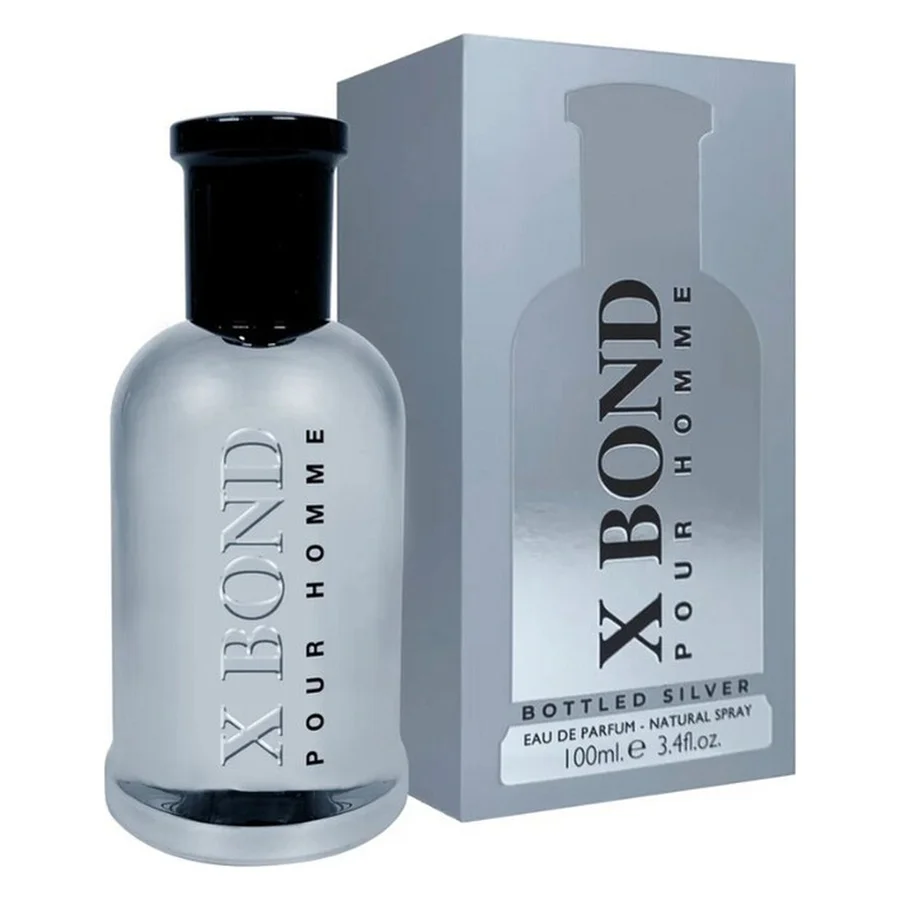 X BOND
POUR HOMME
X BOND
POUR HOMME
BOTTLED SILVER
EAU DE PARFUM - NATURAL SPRAY
100ml. e 3.4fl.oz.